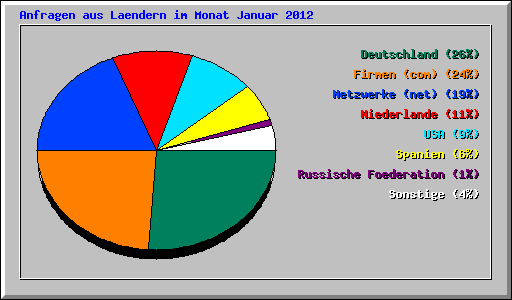 Anfragen aus Laendern im Monat Januar 2012
Deutschland (26%)
Firmen (com) (24%)
Netzwerke (net) (19%)
Niederlande (11%)
USA (9%)
Spanien (6%)
Russische Foederation (1%)
Sonstige (4%)